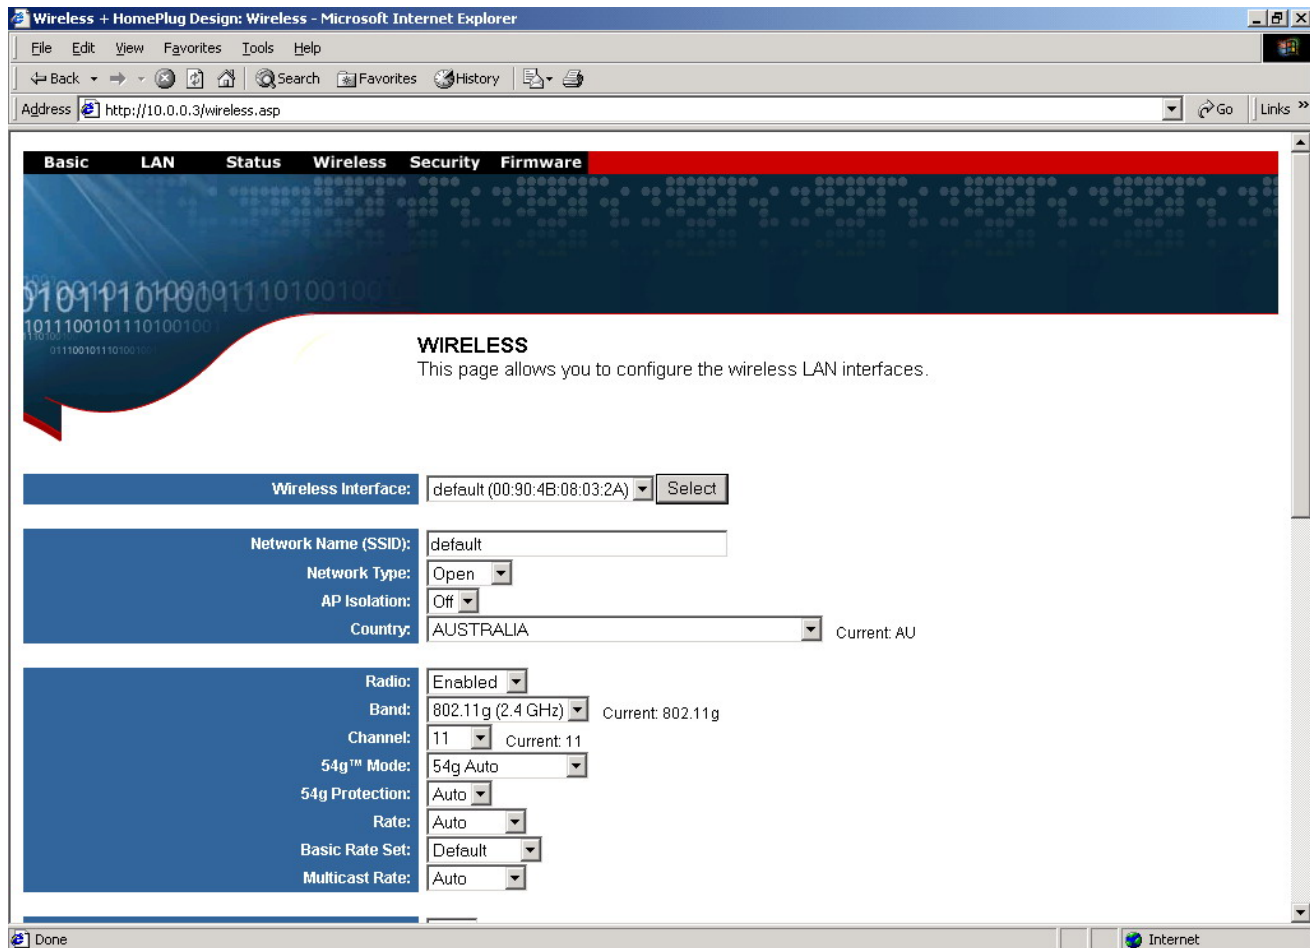 Wireless + HomePlug Design: Wireless - Microsoft Internet Explorer
File Edit View Favorites Tools Help
Back Search Favorites History
Address http://10.0.0.3/wireless.asp Go Links »
Basic LAN Status Wireless Security Firmware
WIRELESS
This page allows you to configure the wireless LAN interfaces.
Wireless Interface: default (00:90:4B:08:03:2A) Select
Network Name (SSID): default
Network Type: Open
AP Isolation: Off
Country: AUSTRALIA Current: AU
Radio: Enabled
Band: 802.11g (2.4 GHz) Current: 802.11g
Channel: 11 Current: 11
54g™ Mode: 54g Auto
54g Protection: Auto
Rate: Auto
Basic Rate Set: Default
Multicast Rate: Auto
Done Internet